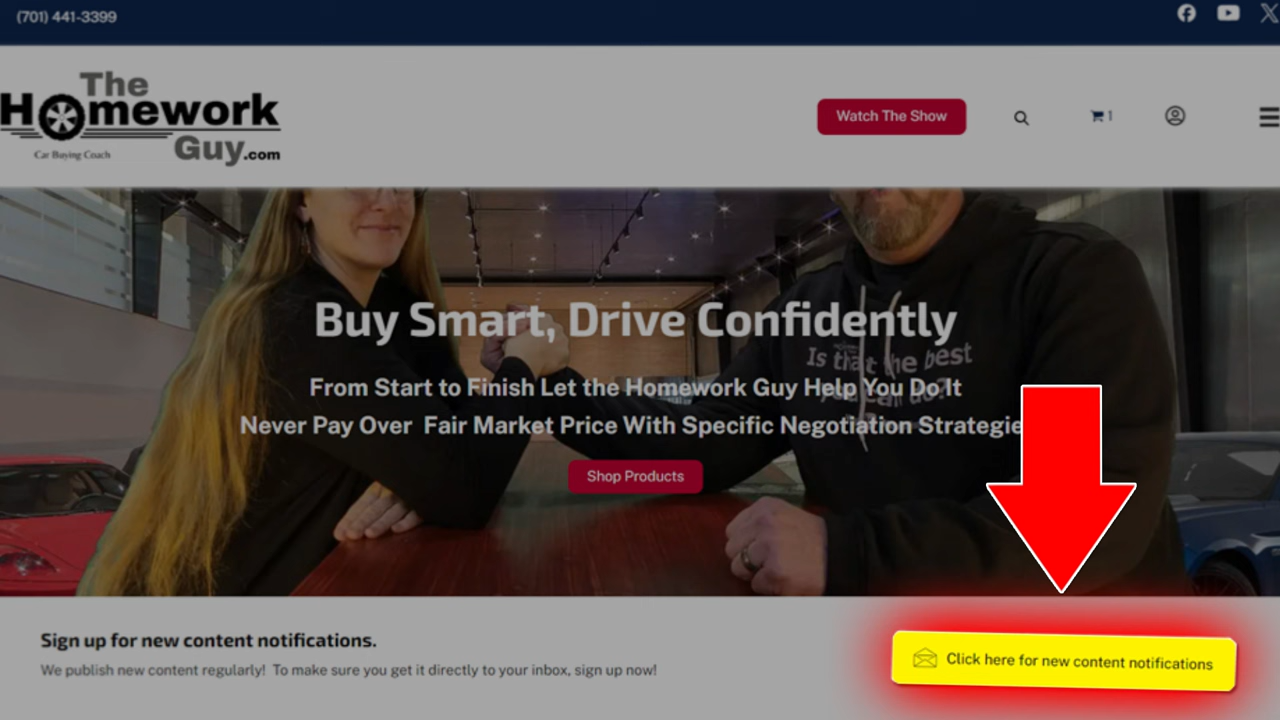 (701) 441-3399
The
Homework
Guy.com
Car Buying Coach
Watch The Show
1
Buy Smart, Drive Confidently
Is that the best
From Start to Finish Let the Homework Guy Help You Do It
Never Pay Over Fair Market Price With Specific Negotiation Strategie
Shop Products
Sign up for new content notifications.
We publish new content regularly! To make sure you get it directly to your inbox, sign up now!
Click here for new content notifications